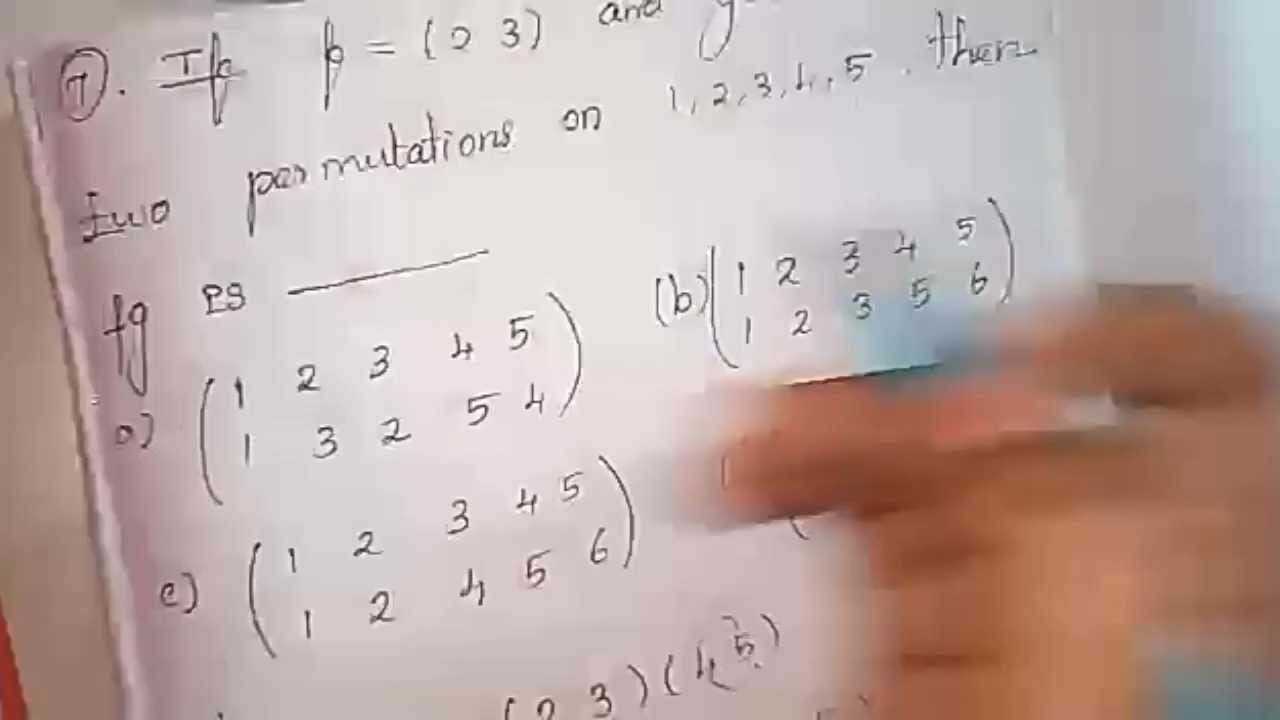 7. If f = (2 3) and g
two permutations on 1, 2, 3, 4, 5. then
fg is
a) ( 1 2 3 4 5 (b) ( 1 2 3 4 5
1 3 2 5 4 ) 1 2 3 5 6 )
c) ( 1 2 3 4 5
1 2 4 5 6 )
(2 3)(4 5)